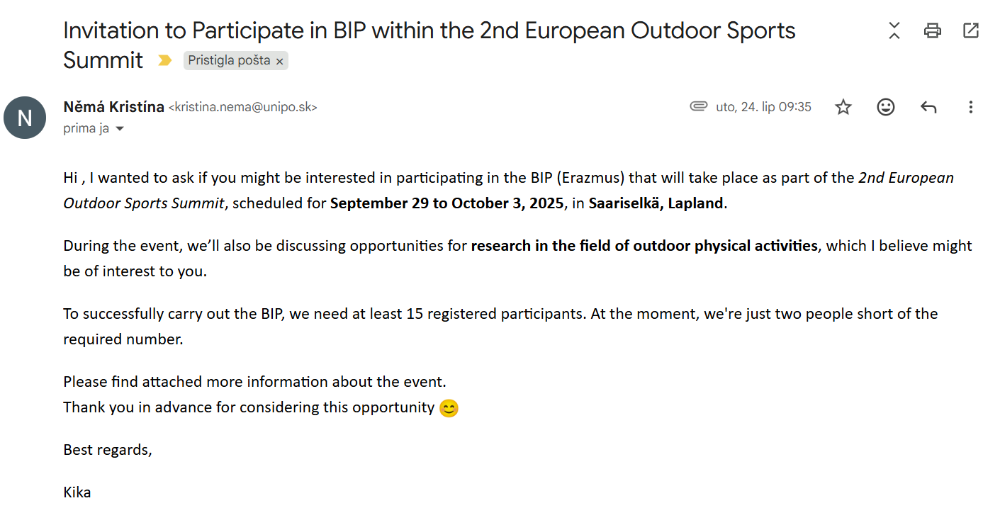 Invitation to Participate in BIP within the 2nd European Outdoor Sports
Summit Pristigla pošta ×
N
Němá Kristína <kristina.nema@unipo.sk> uto, 24. lip 09:35
prima ja
Hi , I wanted to ask if you might be interested in participating in the BIP (Erazmus) that will take place as part of the 2nd European
Outdoor Sports Summit, scheduled for September 29 to October 3, 2025, in Saariselkä, Lapland.
During the event, we’ll also be discussing opportunities for research in the field of outdoor physical activities, which I believe might
be of interest to you.
To successfully carry out the BIP, we need at least 15 registered participants. At the moment, we're just two people short of the
required number.
Please find attached more information about the event.
Thank you in advance for considering this opportunity 😊
Best regards,
Kika